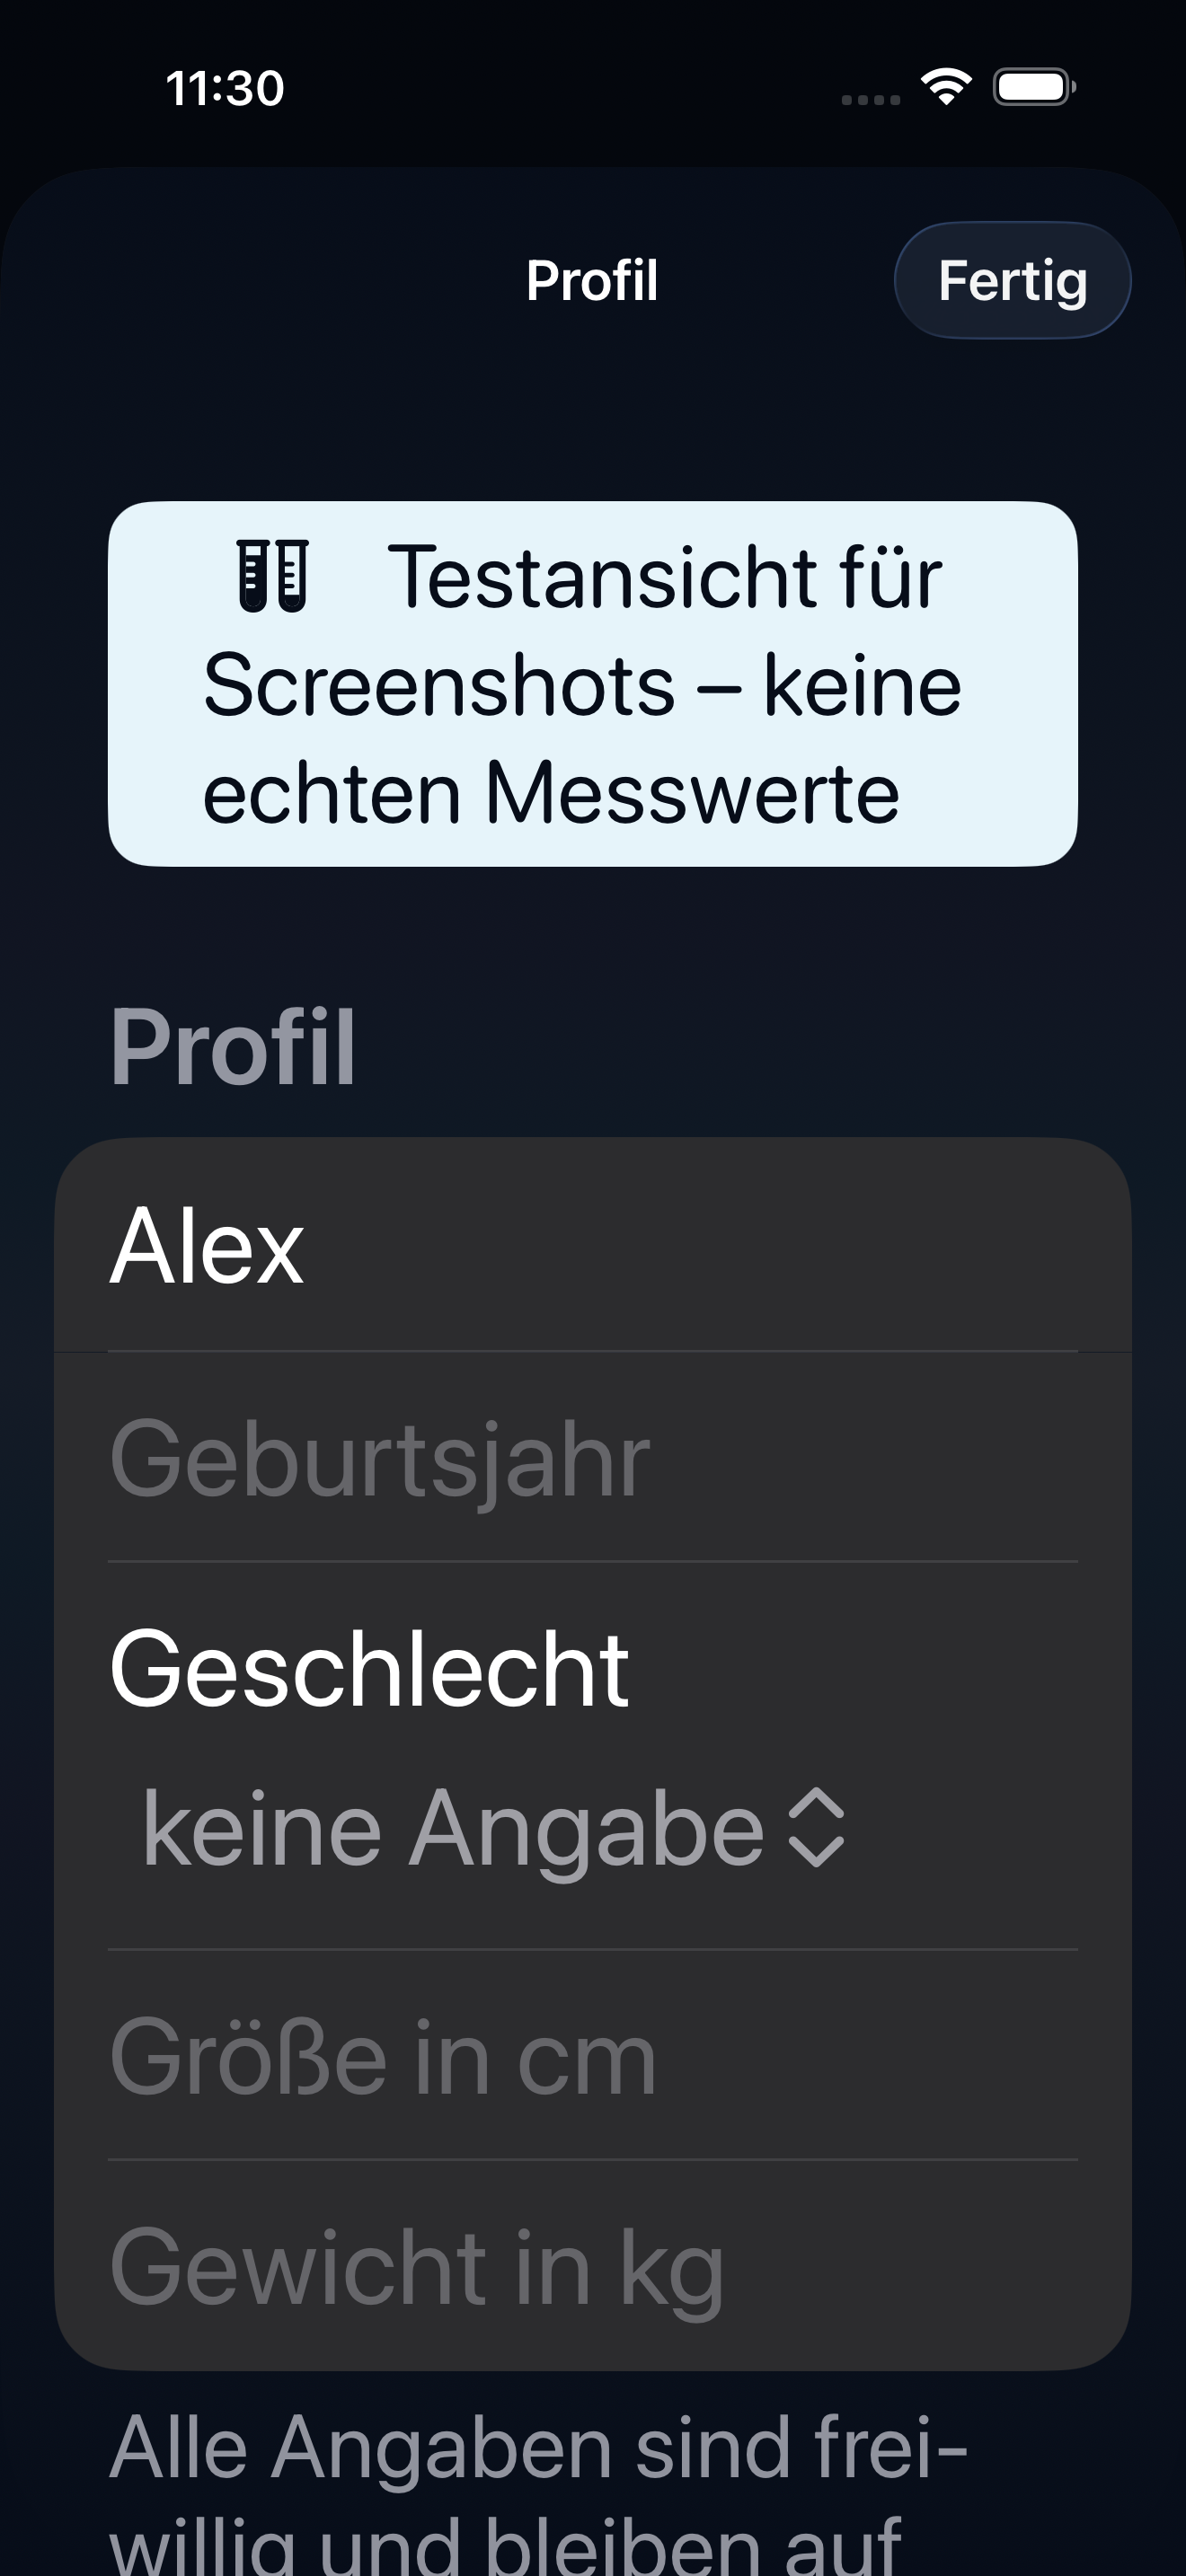 11:30
Profil
Fertig
Testansicht für
Screenshots – keine
echten Messwerte
Profil
Alex
Geburtsjahr
Geschlecht
keine Angabe
Größe in cm
Gewicht in kg
Alle Angaben sind frei-
willig und bleiben auf